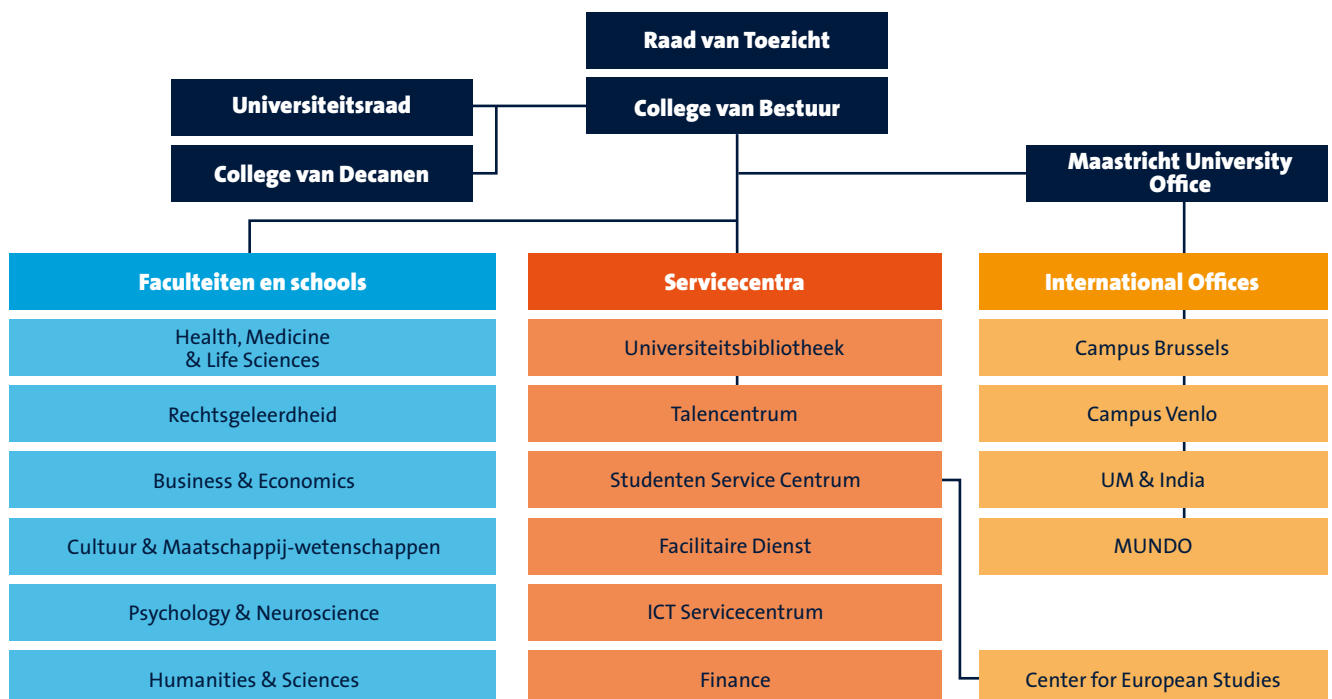 Raad van Toezicht
College van Bestuur
Universiteitsraad
College van Decanen
Maastricht University
Office
Faculteiten en schools
Health, Medicine
& Life Sciences
Rechtsgeleerdheid
Business & Economics
Cultuur & Maatschappij-wetenschappen
Psychology & Neuroscience
Humanities & Sciences
Servicecentra
Universiteitsbibliotheek
Talencentrum
Studenten Service Centrum
Facilitaire Dienst
ICT Servicecentrum
Finance
International Offices
Campus Brussels
Campus Venlo
UM & India
MUNDO
Center for European Studies